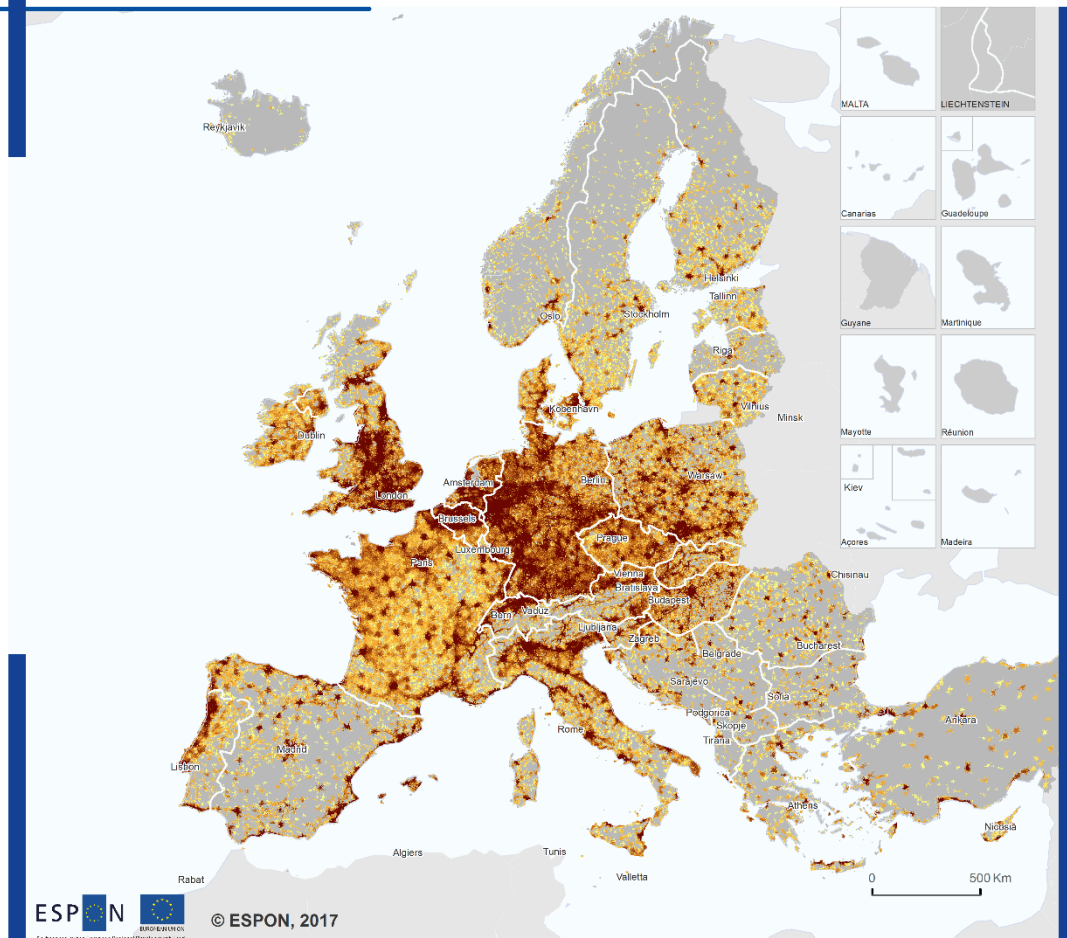 MALTA
LIECHTENSTEIN
Reykjavik
Canarias
Guadeloupe
Helsinki
Tallinn
Oslo
Stockholm
Guyane
Martinique
Riga
København
Vilnius
Minsk
Mayotte
Réunion
Dublin
Amsterdam
Berlin
Warsaw
London
Kiev
Brussels
Prague
Açores
Madeira
Luxembourg
Paris
Vienna
Chisinau
Bratislava
Budapest
Bern
Vaduz
Ljubljana
Zagreb
Bucharest
Belgrade
Sarajevo
Sofia
Podgorica
Skopje
Ankara
Rome
Tirana
Madrid
Lisbon
Athens
Nicosia
Algiers
Tunis
Valletta
Rabat
0 500 Km
ESPON
EUROPEAN UNION
© ESPON, 2017